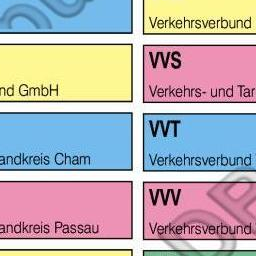 Verkehrsverbund
nd GmbH
VVS
Verkehrs- und Tar
andkreis Cham
VVT
Verkehrsverbund
andkreis Passau
VVV
Verkehrsverbund